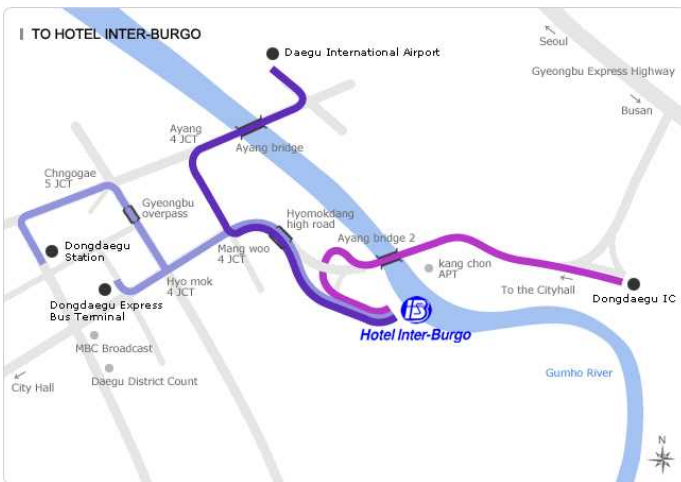 TO HOTEL INTER-BURGO
Daegu International Airport
Seoul
Gyeongbu Express Highway
Busan
Ayang
4 JCT
Ayang bridge
Chngogae
5 JCT
Gyeongbu
overpass
Hyomokdang
high road
Mang woo
4 JCT
Ayang bridge 2
Dongdaegu
Station
kang chon
APT
Hyo mok
4 JCT
To the Cityhall
Dongdaegu IC
Dongdaegu Express
Bus Terminal
Hotel Inter-Burgo
MBC Broadcast
Daegu District Count
City Hall
Gumho River
N